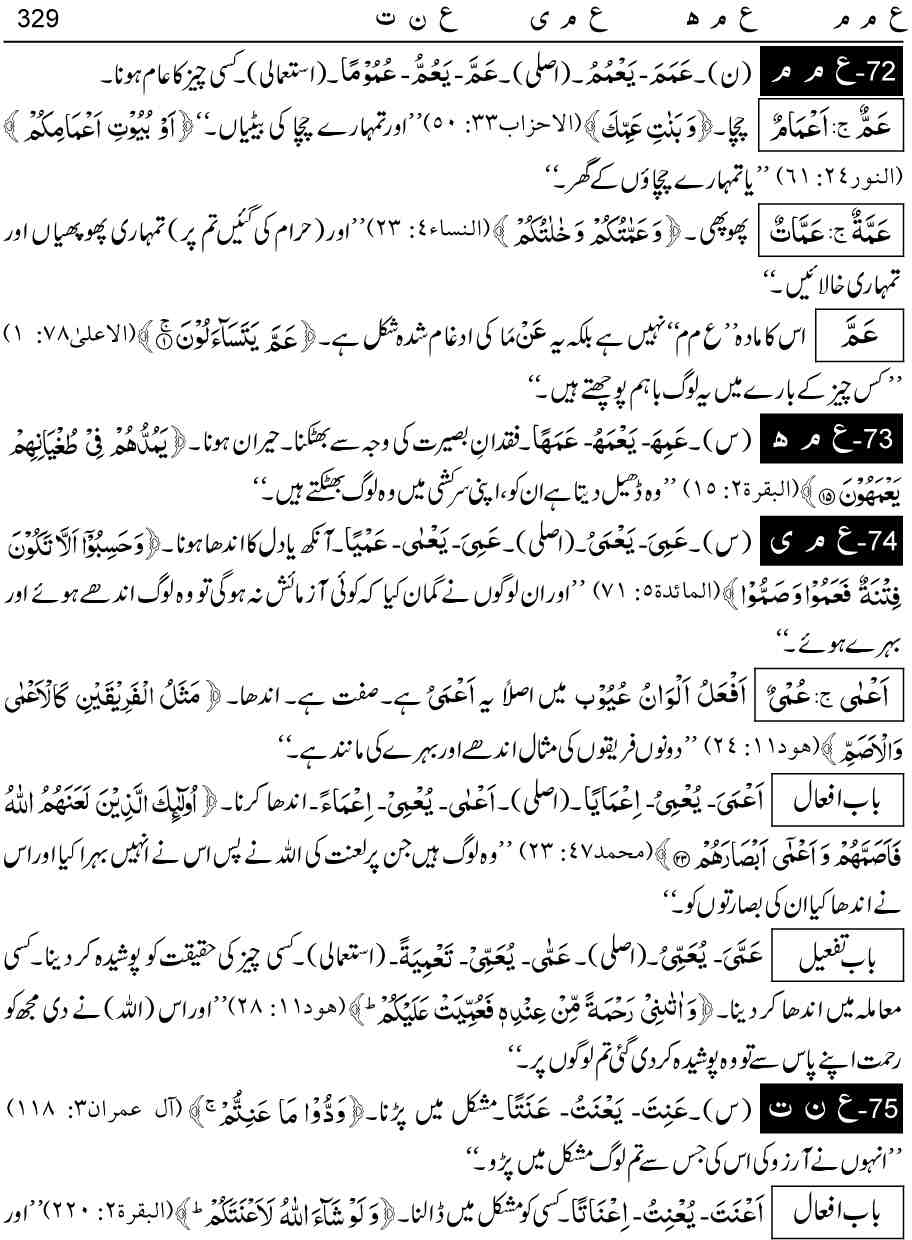 ع م م ع م ھ ع م ی ع ن ت 329
72-ع م م (ن)۔ عَمَمَ- یَعْمُمُ۔ (اصلی)۔ عَمَّ- یَعُمُّ- عُمُوْمًا۔ (استعمالی)۔ کسی چیز کا عام ہونا۔
عَمٌّ ج: اَعْمَامٌ چچا۔ ﴿وَ بَنٰتِ عَمِّكَ﴾ (الاحزاب۳۳: ۵۰) ’’اور تمہارے چچا کی بیٹیاں۔‘‘ ﴿اَوْ بُیُوْتِ اَعْمَامِكُمْ﴾
(النور۲٤: ٦۱) ’’یا تمہارے چچاؤں کے گھر۔‘‘
عَمَّةٌ ج: عَمَّاتٌ پھوپھی۔ ﴿وَ عَمّٰتُكُمْ وَ خٰلٰتُكُمْ﴾ (النساء٤: ۲۳) ’’اور (حرام کی گئیں تم پر) تمہاری پھوپھیاں اور
تمہاری خالائیں۔‘‘
عَمَّ اس کا مادہ ’’ع م م‘‘ نہیں ہے بلکہ یہ عَنْ مَا کی ادغام شدہ شکل ہے۔ ﴿عَمَّ یَتَسَآءَلُوْنَ ۚ﴿۱﴾﴾ (الاعلیٰ۷۸: ۱)
’’کس چیز کے بارے میں یہ لوگ باہم پوچھتے ہیں۔‘‘
73-ع م ھ (س)۔ عَمِهَ- یَعْمَهُ- عَمَهًا۔ فقدانِ بصیرت کی وجہ سے بھٹکنا۔ حیران ہونا۔ ﴿یَمُدُّهُمْ فِیْ طُغْیَانِهِمْ
یَعْمَهُوْنَ ﴿۱۵﴾﴾ (البقرۃ۲: ۱۵) ’’وہ ڈھیل دیتا ہے ان کو، اپنی سرکشی میں وہ لوگ بھٹکتے ہیں۔‘‘
74-ع م ی (س)۔ عَمِیَ- یَعْمَیُ۔ (اصلی)۔ عَمِیَ- یَعْمٰی- عَمْیًا۔ آنکھ یا دل کا اندھا ہونا۔ ﴿وَ حَسِبُوْۤا اَلَّا تَكُوْنَ
فِتْنَةٌ فَعَمُوْا وَ صَمُّوْا﴾ (المائدۃ۵: ۷۱) ’’اور ان لوگوں نے گمان کیا کہ کوئی آزمائش نہ ہوگی تو وہ لوگ اندھے ہوئے اور
بہرے ہوئے۔‘‘
اَعْمٰی ج: عُمْیٌ اَفْعَلُ اَلْوَانُ عُیُوْب میں اصلاً یہ اَعْمَیُ ہے۔ صفت ہے۔ اندھا۔ ﴿مَثَلُ الْفَرِیْقَیْنِ كَالْاَعْمٰی
وَالْاَصَمِّ﴾ (ھود۱۱: ۲٤) ’’دونوں فریقوں کی مثال اندھے اور بہرے کی مانند ہے۔‘‘
باب افعال اَعْمَیَ- یُعْمِیُ- اِعْمَایًا۔ (اصلی)۔ اَعْمٰی- یُعْمِیْ- اِعْمَاءً۔ اندھا کرنا۔ ﴿اُولٰٓئِكَ الَّذِیْنَ لَعَنَهُمُ اللّٰهُ
فَاَصَمَّهُمْ وَ اَعْمٰۤی اَبْصَارَهُمْ ﴿۲۳﴾﴾ (محمد٤۷: ۲۳) ’’وہ لوگ ہیں جن پر لعنت کی اللہ نے پس اس نے انہیں بہرا کیا اور اس
نے اندھا کیا ان کی بصارتوں کو۔‘‘
باب تفعیل عَمَّیَ- یُعَمِّیُ۔ (اصلی)۔ عَمّٰی- یُعَمِّیْ- تَعْمِیَةً۔ (استعمالی)۔ کسی چیز کی حقیقت کو پوشیدہ کر دینا۔ کسی
معاملہ میں اندھا کر دینا۔ ﴿وَ اٰتٰىنِیْ رَحْمَةً مِّنْ عِنْدِهٖ فَعُمِّیَتْ عَلَیْكُمْ ؕ﴾ (ھود۱۱: ۲۸) ’’اور اس (اللہ) نے دی مجھ کو
رحمت اپنے پاس سے تو وہ پوشیدہ کردی گئی تم لوگوں پر۔‘‘
75-ع ن ت (س)۔ عَنِتَ- یَعْنَتُ- عَنَتًا۔ مشکل میں پڑنا۔ ﴿وَدُّوْا مَا عَنِتُّمْ ۚ﴾ (آل عمران۳: ۱۱۸)
’’انہوں نے آرزو کی اس کی جس سے تم لوگ مشکل میں پڑو۔‘‘
باب افعال اَعْنَتَ- یُعْنِتُ- اِعْنَاتًا۔ کسی کو مشکل میں ڈالنا۔ ﴿وَ لَوْ شَآءَ اللّٰهُ لَاَعْنَتَكُمْ ؕ﴾ (البقرۃ۲: ۲۲۰) ’’اور